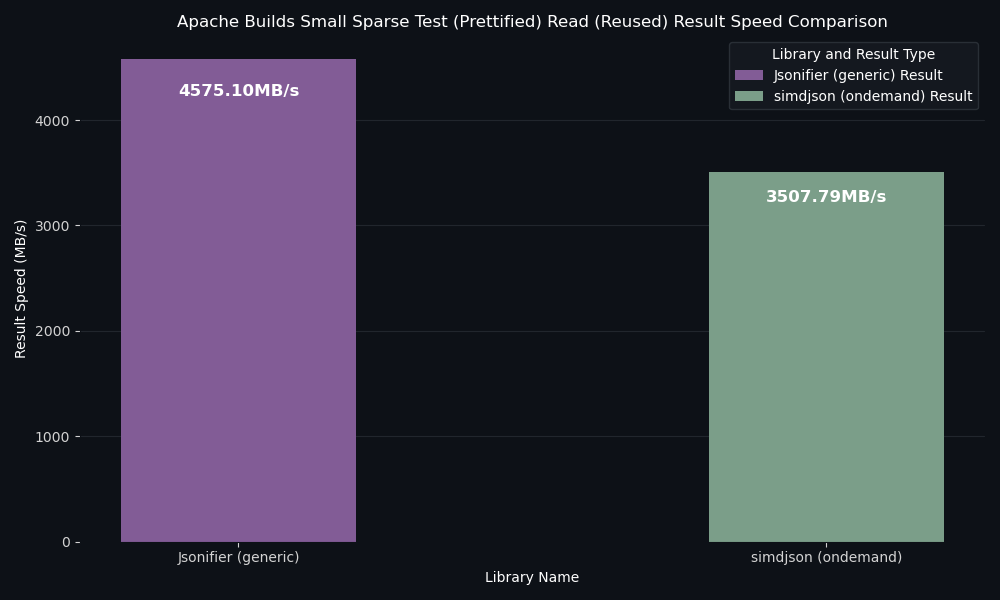 Apache Builds Small Sparse Test (Prettified) Read (Reused) Result Speed Comparison
Library and Result Type
Jsonifier (generic) Result
simdjson (ondemand) Result
4575.10MB/s
3507.79MB/s
Result Speed (MB/s)
4000
3000
2000
1000
0
Jsonifier (generic)
simdjson (ondemand)
Library Name